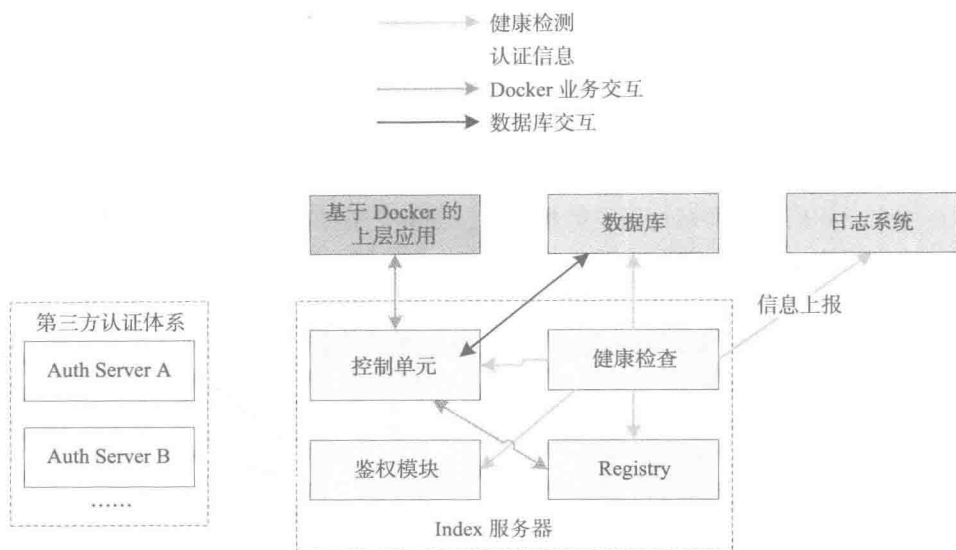 健康检测
认证信息
Docker 业务交互
数据库交互
基于 Docker 的
上层应用
数据库
日志系统
信息上报
第三方认证体系
Auth Server A
Auth Server B
……
控制单元
健康检查
鉴权模块
Registry
Index 服务器